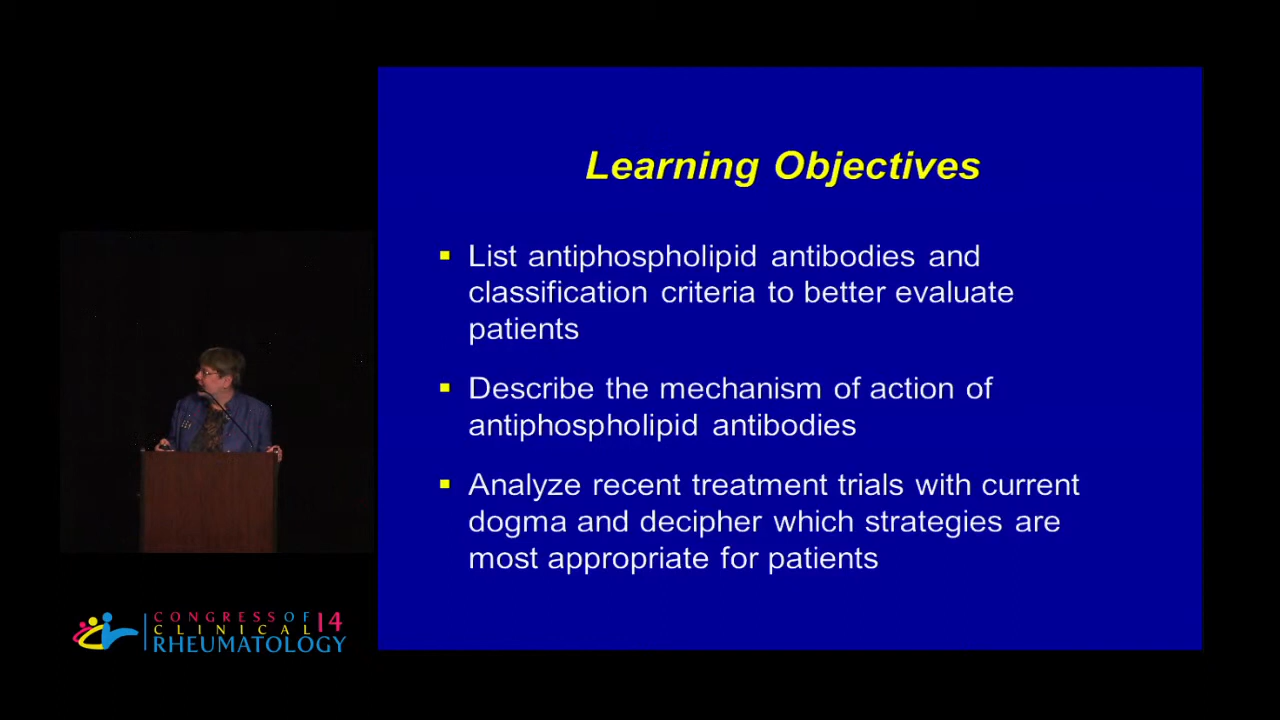 Learning Objectives
List antiphospholipid antibodies and
classification criteria to better evaluate
patients
Describe the mechanism of action of
antiphospholipid antibodies
Analyze recent treatment trials with current
dogma and decipher which strategies are
most appropriate for patients
CONGRESS OF 14
CLINICAL
RHEUMATOLOGY